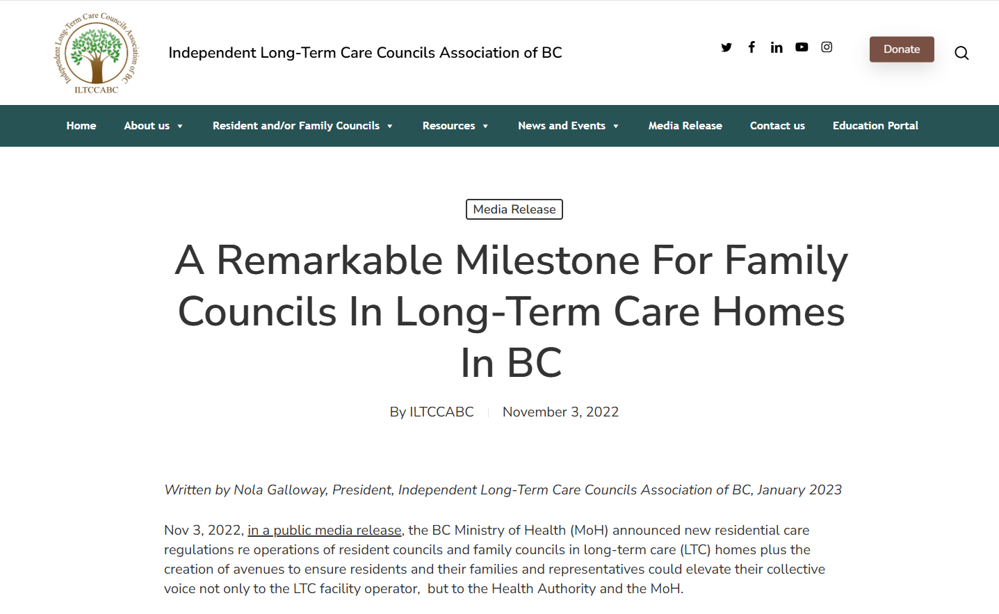 Independent Long-Term Care Councils Association of BC
ILTCCABC
Independent Long-Term Care Councils Association of BC
Donate
Home About us Resident and/or Family Councils Resources News and Events Media Release Contact us Education Portal
Media Release
A Remarkable Milestone For Family
Councils In Long-Term Care Homes
In BC
By ILTCCABC November 3, 2022
Written by Nola Galloway, President, Independent Long-Term Care Councils Association of BC, January 2023
Nov 3, 2022, in a public media release, the BC Ministry of Health (MoH) announced new residential care
regulations re operations of resident councils and family councils in long-term care (LTC) homes plus the
creation of avenues to ensure residents and their families and representatives could elevate their collective
voice not only to the LTC facility operator,  but to the Health Authority and the MoH.